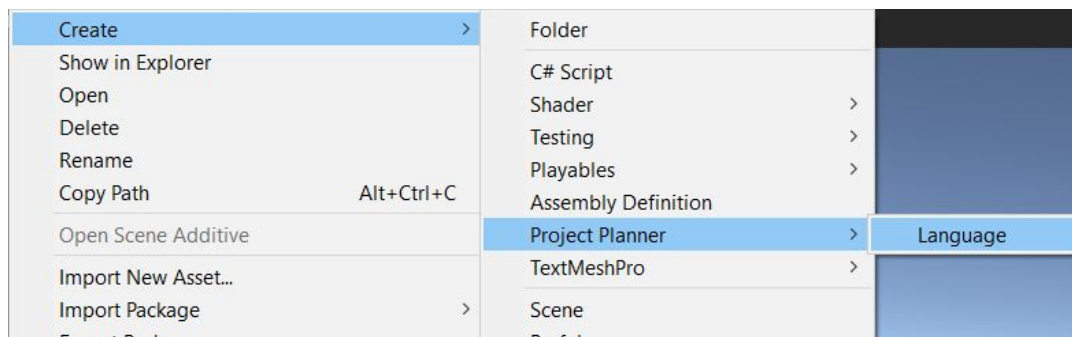 Create >
Show in Explorer
Open
Delete
Rename
Copy Path Alt+Ctrl+C
Open Scene Additive
Import New Asset...
Import Package >
Folder
C# Script
Shader >
Testing >
Playables >
Assembly Definition
Project Planner >
TextMeshPro >
Scene
Language